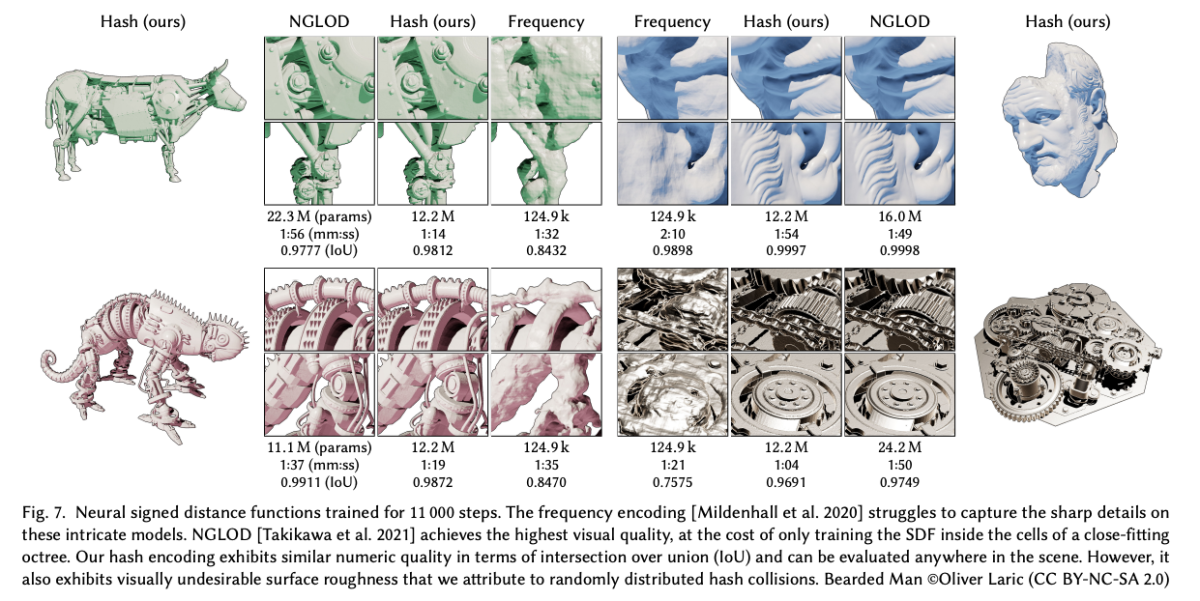 Hash (ours) NGLOD Hash (ours) Frequency Frequency Hash (ours) NGLOD Hash (ours)
22.3 M (params) 12.2 M 124.9 k 124.9 k 12.2 M 16.0 M
1:56 (mm:ss) 1:14 1:32 2:10 1:54 1:49
0.9777 (IoU) 0.9812 0.8432 0.9898 0.9997 0.9998
11.1 M (params) 12.2 M 124.9 k 124.9 k 12.2 M 24.2 M
1:37 (mm:ss) 1:19 1:35 1:21 1:04 1:50
0.9911 (IoU) 0.9872 0.8470 0.7575 0.9691 0.9749
Fig. 7. Neural signed distance functions trained for 11 000 steps. The frequency encoding [Mildenhall et al. 2020] struggles to capture the sharp details on
these intricate models. NGLOD [Takikawa et al. 2021] achieves the highest visual quality, at the cost of only training the SDF inside the cells of a close-fitting
octree. Our hash encoding exhibits similar numeric quality in terms of intersection over union (IoU) and can be evaluated anywhere in the scene. However, it
also exhibits visually undesirable surface roughness that we attribute to randomly distributed hash collisions. Bearded Man ©Oliver Laric (CC BY-NC-SA 2.0)